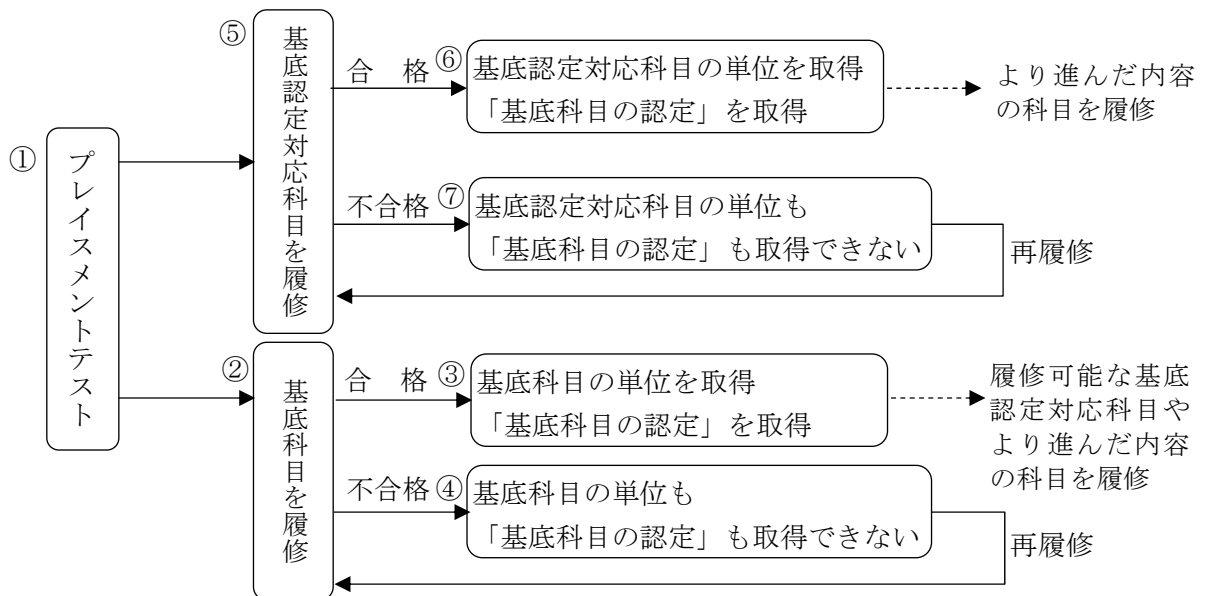 ①
プレイスメントテスト
⑤
基底認定対応科目を履修
合　格
⑥
基底認定対応科目の単位を取得
「基底科目の認定」を取得
より進んだ内容
の科目を履修
不合格
⑦
基底認定対応科目の単位も
「基底科目の認定」も取得できない
再履修
②
基底科目を履修
合　格
③
基底科目の単位を取得
「基底科目の認定」を取得
履修可能な基底
認定対応科目や
より進んだ内容
の科目を履修
不合格
④
基底科目の単位も
「基底科目の認定」も取得できない
再履修